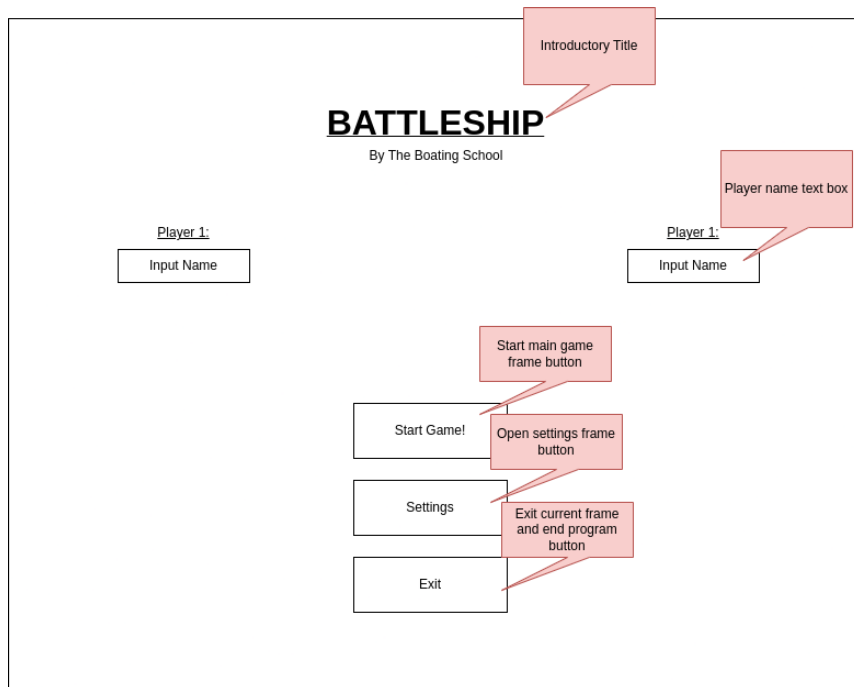 Introductory Title
BATTLESHIP
By The Boating School
Player name text box
Player 1:
Player 1:
Input Name
Input Name
Start main game
frame button
Start Game!
Open settings frame
button
Settings
Exit current frame
and end program
button
Exit